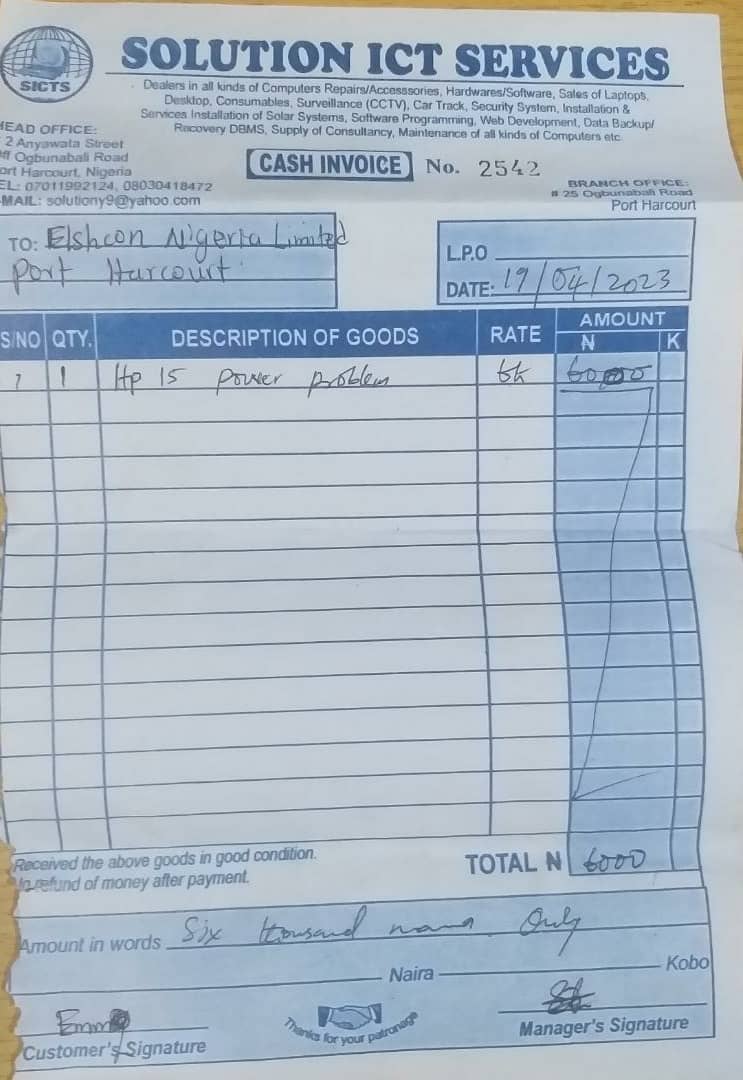 SICTS
SOLUTION ICT SERVICES
Dealers in all kinds of Computers Repairs/Accesssories, Hardwares/Software, Sales of Laptops,
Desktop, Consumables, Surveillance (CCTV), Car Track, Security System, Installation &
Services Installation of Solar Systems, Software Programming, Web Development, Data Backup/
Recovery DBMS, Supply of Consultancy, Maintenance of all kinds of Computers etc.
HEAD OFFICE:
2 Anyawata Street
Off Ogbunabali Road
Port Harcourt, Nigeria
TEL: 07011992124, 08030418472
EMAIL: solutiony9@yahoo.com
CASH INVOICE No. 2542
BRANCH OFFICE:
# 25 Ogbunabali Road
Port Harcourt
TO: Elshcon Nigeria Limited
Port Harcourt
L.P.O
DATE: 19/04/2023
S/NO QTY. DESCRIPTION OF GOODS RATE AMOUNT
N K
1 1 Hp 15 power problem 6k
Received the above goods in good condition.
No refund of money after payment.
TOTAL N 6000
Amount in words Six thousand naira Only
Naira Kobo
Customer's Signature
Thanks for your patronage
Manager's Signature